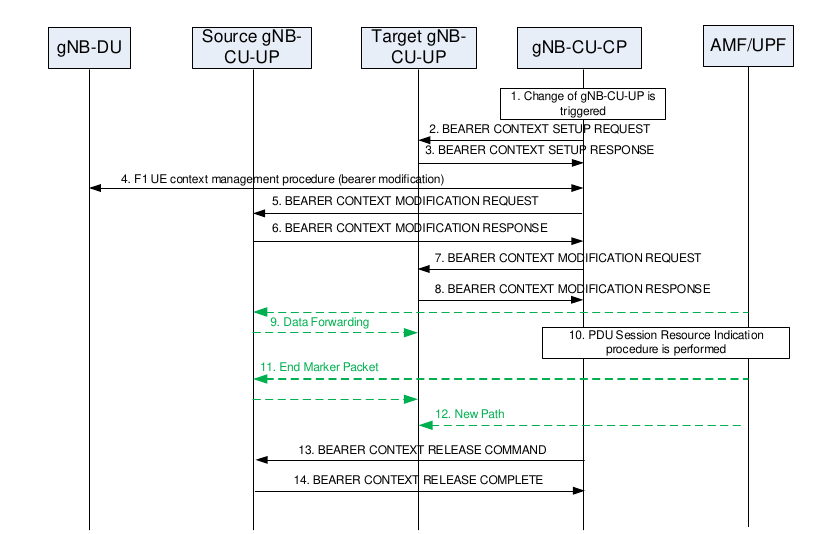 gNB-DU
Source gNB-
CU-UP
Target gNB-
CU-UP
gNB-CU-CP
AMF/UPF
1. Change of gNB-CU-UP is
triggered
2. BEARER CONTEXT SETUP REQUEST
3. BEARER CONTEXT SETUP RESPONSE
4. F1 UE context management procedure (bearer modification)
5. BEARER CONTEXT MODIFICATION REQUEST
6. BEARER CONTEXT MODIFICATION RESPONSE
7. BEARER CONTEXT MODIFICATION REQUEST
8. BEARER CONTEXT MODIFICATION RESPONSE
9. Data Forwarding
10. PDU Session Resource Indication
procedure is performed
11. End Marker Packet
12. New Path
13. BEARER CONTEXT RELEASE COMMAND
14. BEARER CONTEXT RELEASE COMPLETE